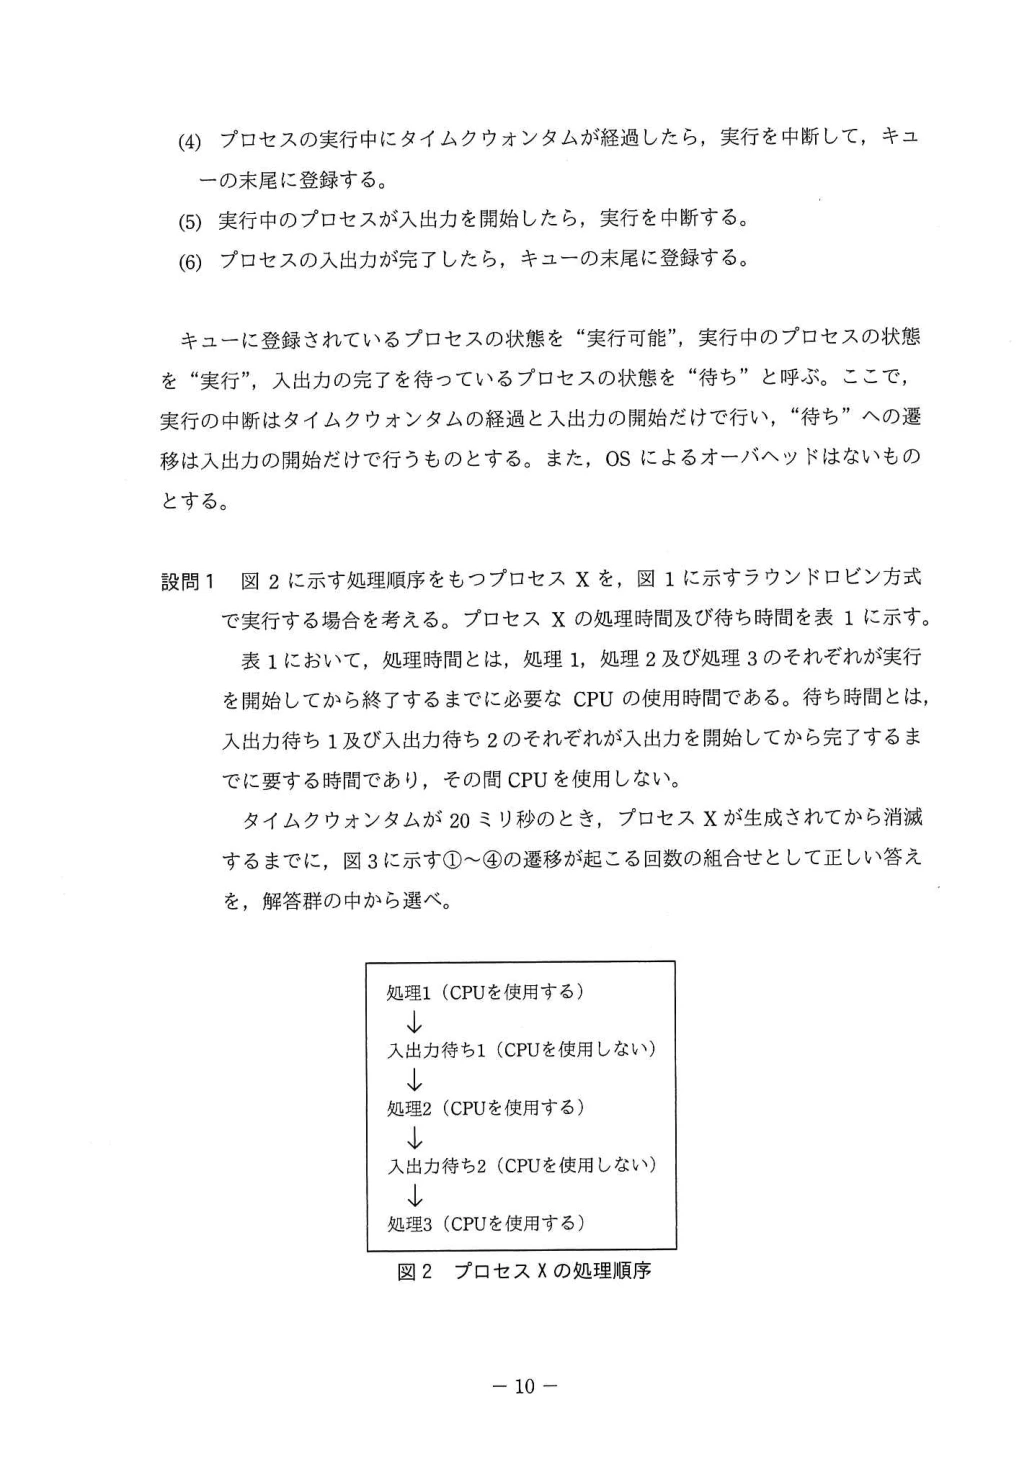 (4) プロセスの実行中にタイムクウォンタムが経過したら，実行を中断して，キュ
ーの末尾に登録する。
(5) 実行中のプロセスが入出力を開始したら，実行を中断する。
(6) プロセスの入出力が完了したら，キューの末尾に登録する。
キューに登録されているプロセスの状態を“実行可能”，実行中のプロセスの状態
を“実行”，入出力の完了を待っているプロセスの状態を“待ち”と呼ぶ。ここで，
実行の中断はタイムクウォンタムの経過と入出力の開始だけで行い，“待ち”への遷
移は入出力の開始だけで行うものとする。また，OS によるオーバヘッドはないもの
とする。
設問1 図 2 に示す処理順序をもつプロセス X を，図 1 に示すラウンドロビン方式
で実行する場合を考える。プロセス X の処理時間及び待ち時間を表 1 に示す。
表 1 において，処理時間とは，処理 1，処理 2 及び処理 3 のそれぞれが実行
を開始してから終了するまでに必要な CPU の使用時間である。待ち時間とは，
入出力待ち 1 及び入出力待ち 2 のそれぞれが入出力を開始してから完了するま
でに要する時間であり，その間 CPU を使用しない。
タイムクウォンタムが 20 ミリ秒のとき，プロセス X が生成されてから消滅
するまでに，図 3 に示す①～④の遷移が起こる回数の組合せとして正しい答え
を，解答群の中から選べ。
処理1（CPUを使用する）
↓
入出力待ち1（CPUを使用しない）
↓
処理2（CPUを使用する）
↓
入出力待ち2（CPUを使用しない）
↓
処理3（CPUを使用する）
図 2 プロセス X の処理順序
－ 10 －